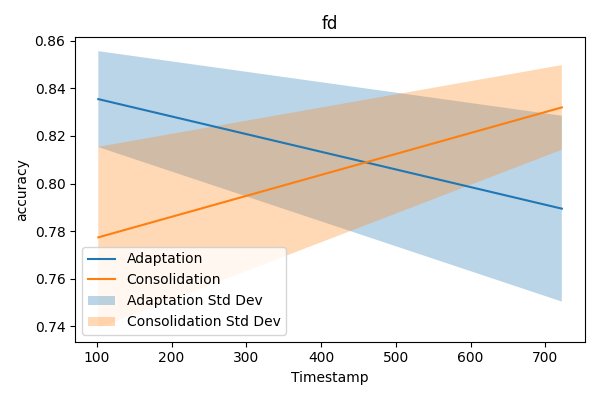 fd
accuracy
0.86
0.84
0.82
0.80
0.78
0.76
0.74
Adaptation
Consolidation
Adaptation Std Dev
Consolidation Std Dev
100 200 300 400 500 600 700
Timestamp